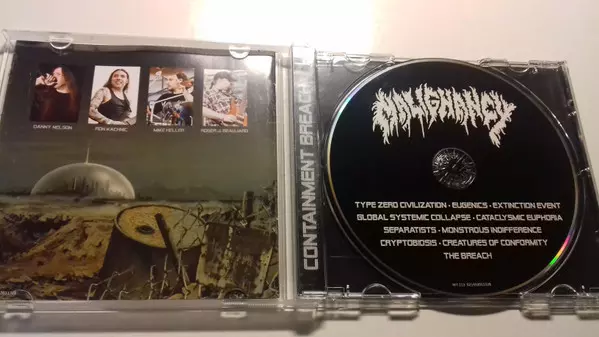 DANNY NELSON
RON KACHNIC
MIKE HELLER
ROGER J. BEAUJARD
CONTAINMENT BREACH
MALIGNANCY
TYPE ZERO CIVILIZATION • EUGENICS • EXTINCTION EVENT
GLOBAL SYSTEMIC COLLAPSE • CATACLYSMIC EUPHORIA
SEPARATISTS • MONSTROUS INDIFFERENCE
CRYPTOBIOSIS • CREATURES OF CONFORMITY
THE BREACH